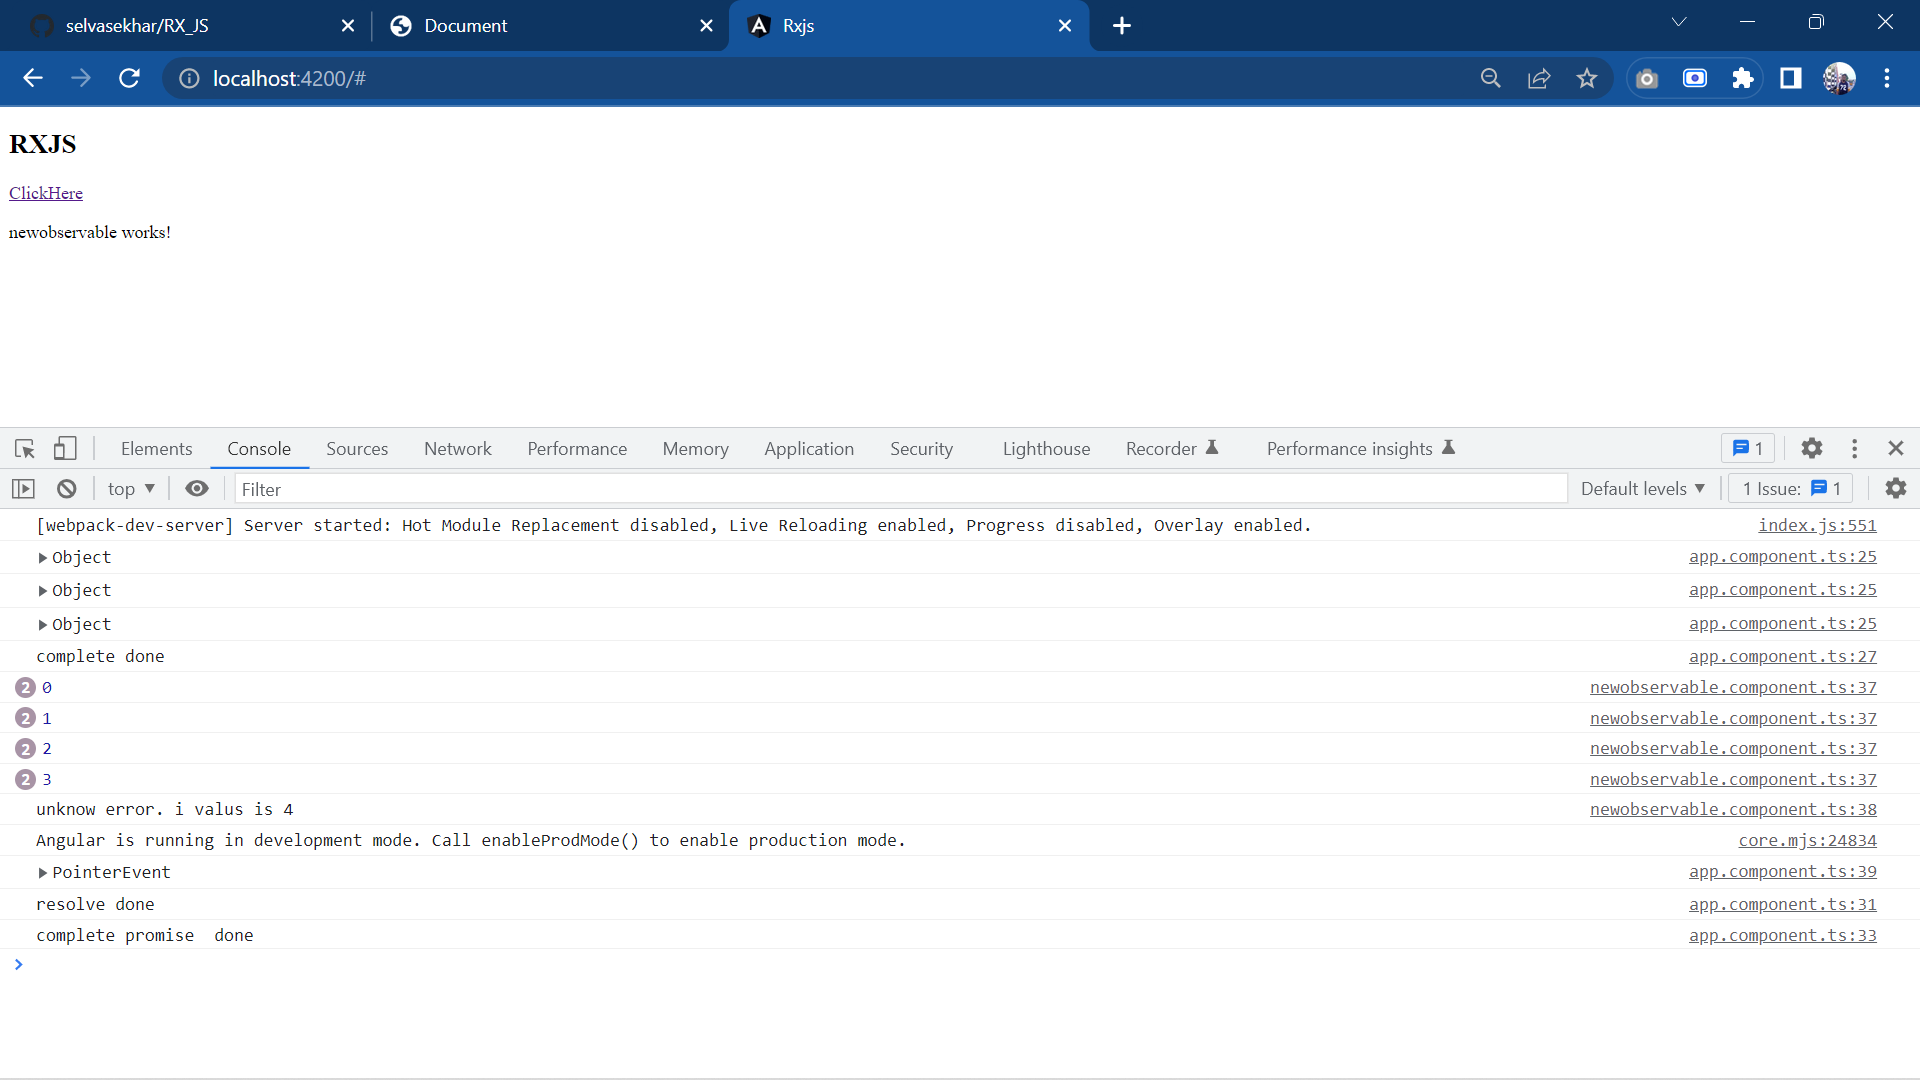 selvasekhar/RX_JS
Document
Rxjs
localhost:4200/#
RXJS
ClickHere
newobservable works!
Elements Console Sources Network Performance Memory Application Security Lighthouse Recorder Performance insights 1
top Filter Default levels 1 Issue: 1
[webpack-dev-server] Server started: Hot Module Replacement disabled, Live Reloading enabled, Progress disabled, Overlay enabled. index.js:551
Object app.component.ts:25
Object app.component.ts:25
Object app.component.ts:25
complete done app.component.ts:27
2 0 newobservable.component.ts:37
2 1 newobservable.component.ts:37
2 2 newobservable.component.ts:37
2 3 newobservable.component.ts:37
unknow error. i valus is 4 newobservable.component.ts:38
Angular is running in development mode. Call enableProdMode() to enable production mode. core.mjs:24834
PointerEvent app.component.ts:39
resolve done app.component.ts:31
complete promise  done app.component.ts:33